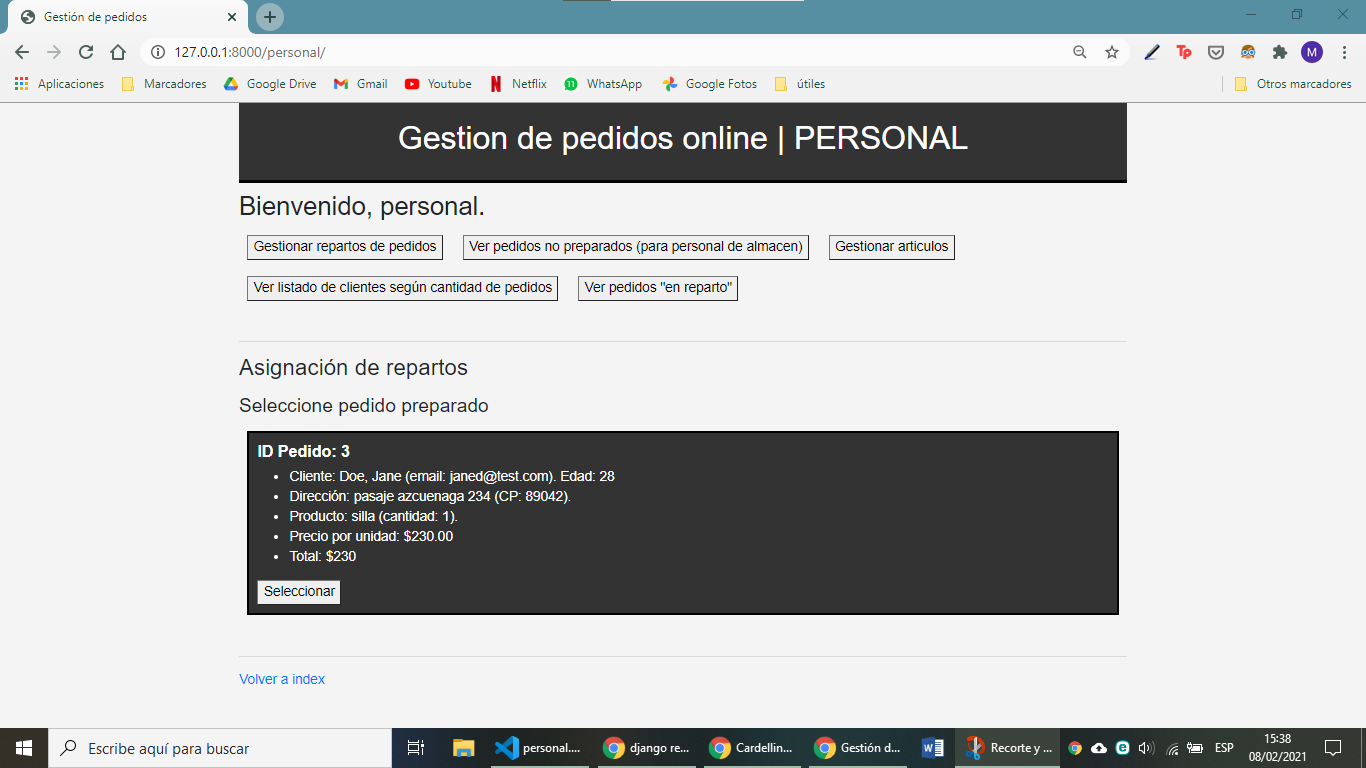 Gestión de pedidos
127.0.0.1:8000/personal/
M
Aplicaciones Marcadores Google Drive Gmail Youtube Netflix 11 WhatsApp Google Fotos útiles Otros marcadores
Gestion de pedidos online | PERSONAL
Bienvenido, personal.
Gestionar repartos de pedidos Ver pedidos no preparados (para personal de almacen) Gestionar articulos
Ver listado de clientes según cantidad de pedidos Ver pedidos "en reparto"
Asignación de repartos
Seleccione pedido preparado
ID Pedido: 3
• Cliente: Doe, Jane (email: janed@test.com). Edad: 28
• Dirección: pasaje azcuenaga 234 (CP: 89042).
• Producto: silla (cantidad: 1).
• Precio por unidad: $230.00
• Total: $230
Seleccionar
Volver a index
Escribe aquí para buscar personal.... django re... Cardellin... Gestión d... Recorte y ... ESP 15:38
08/02/2021